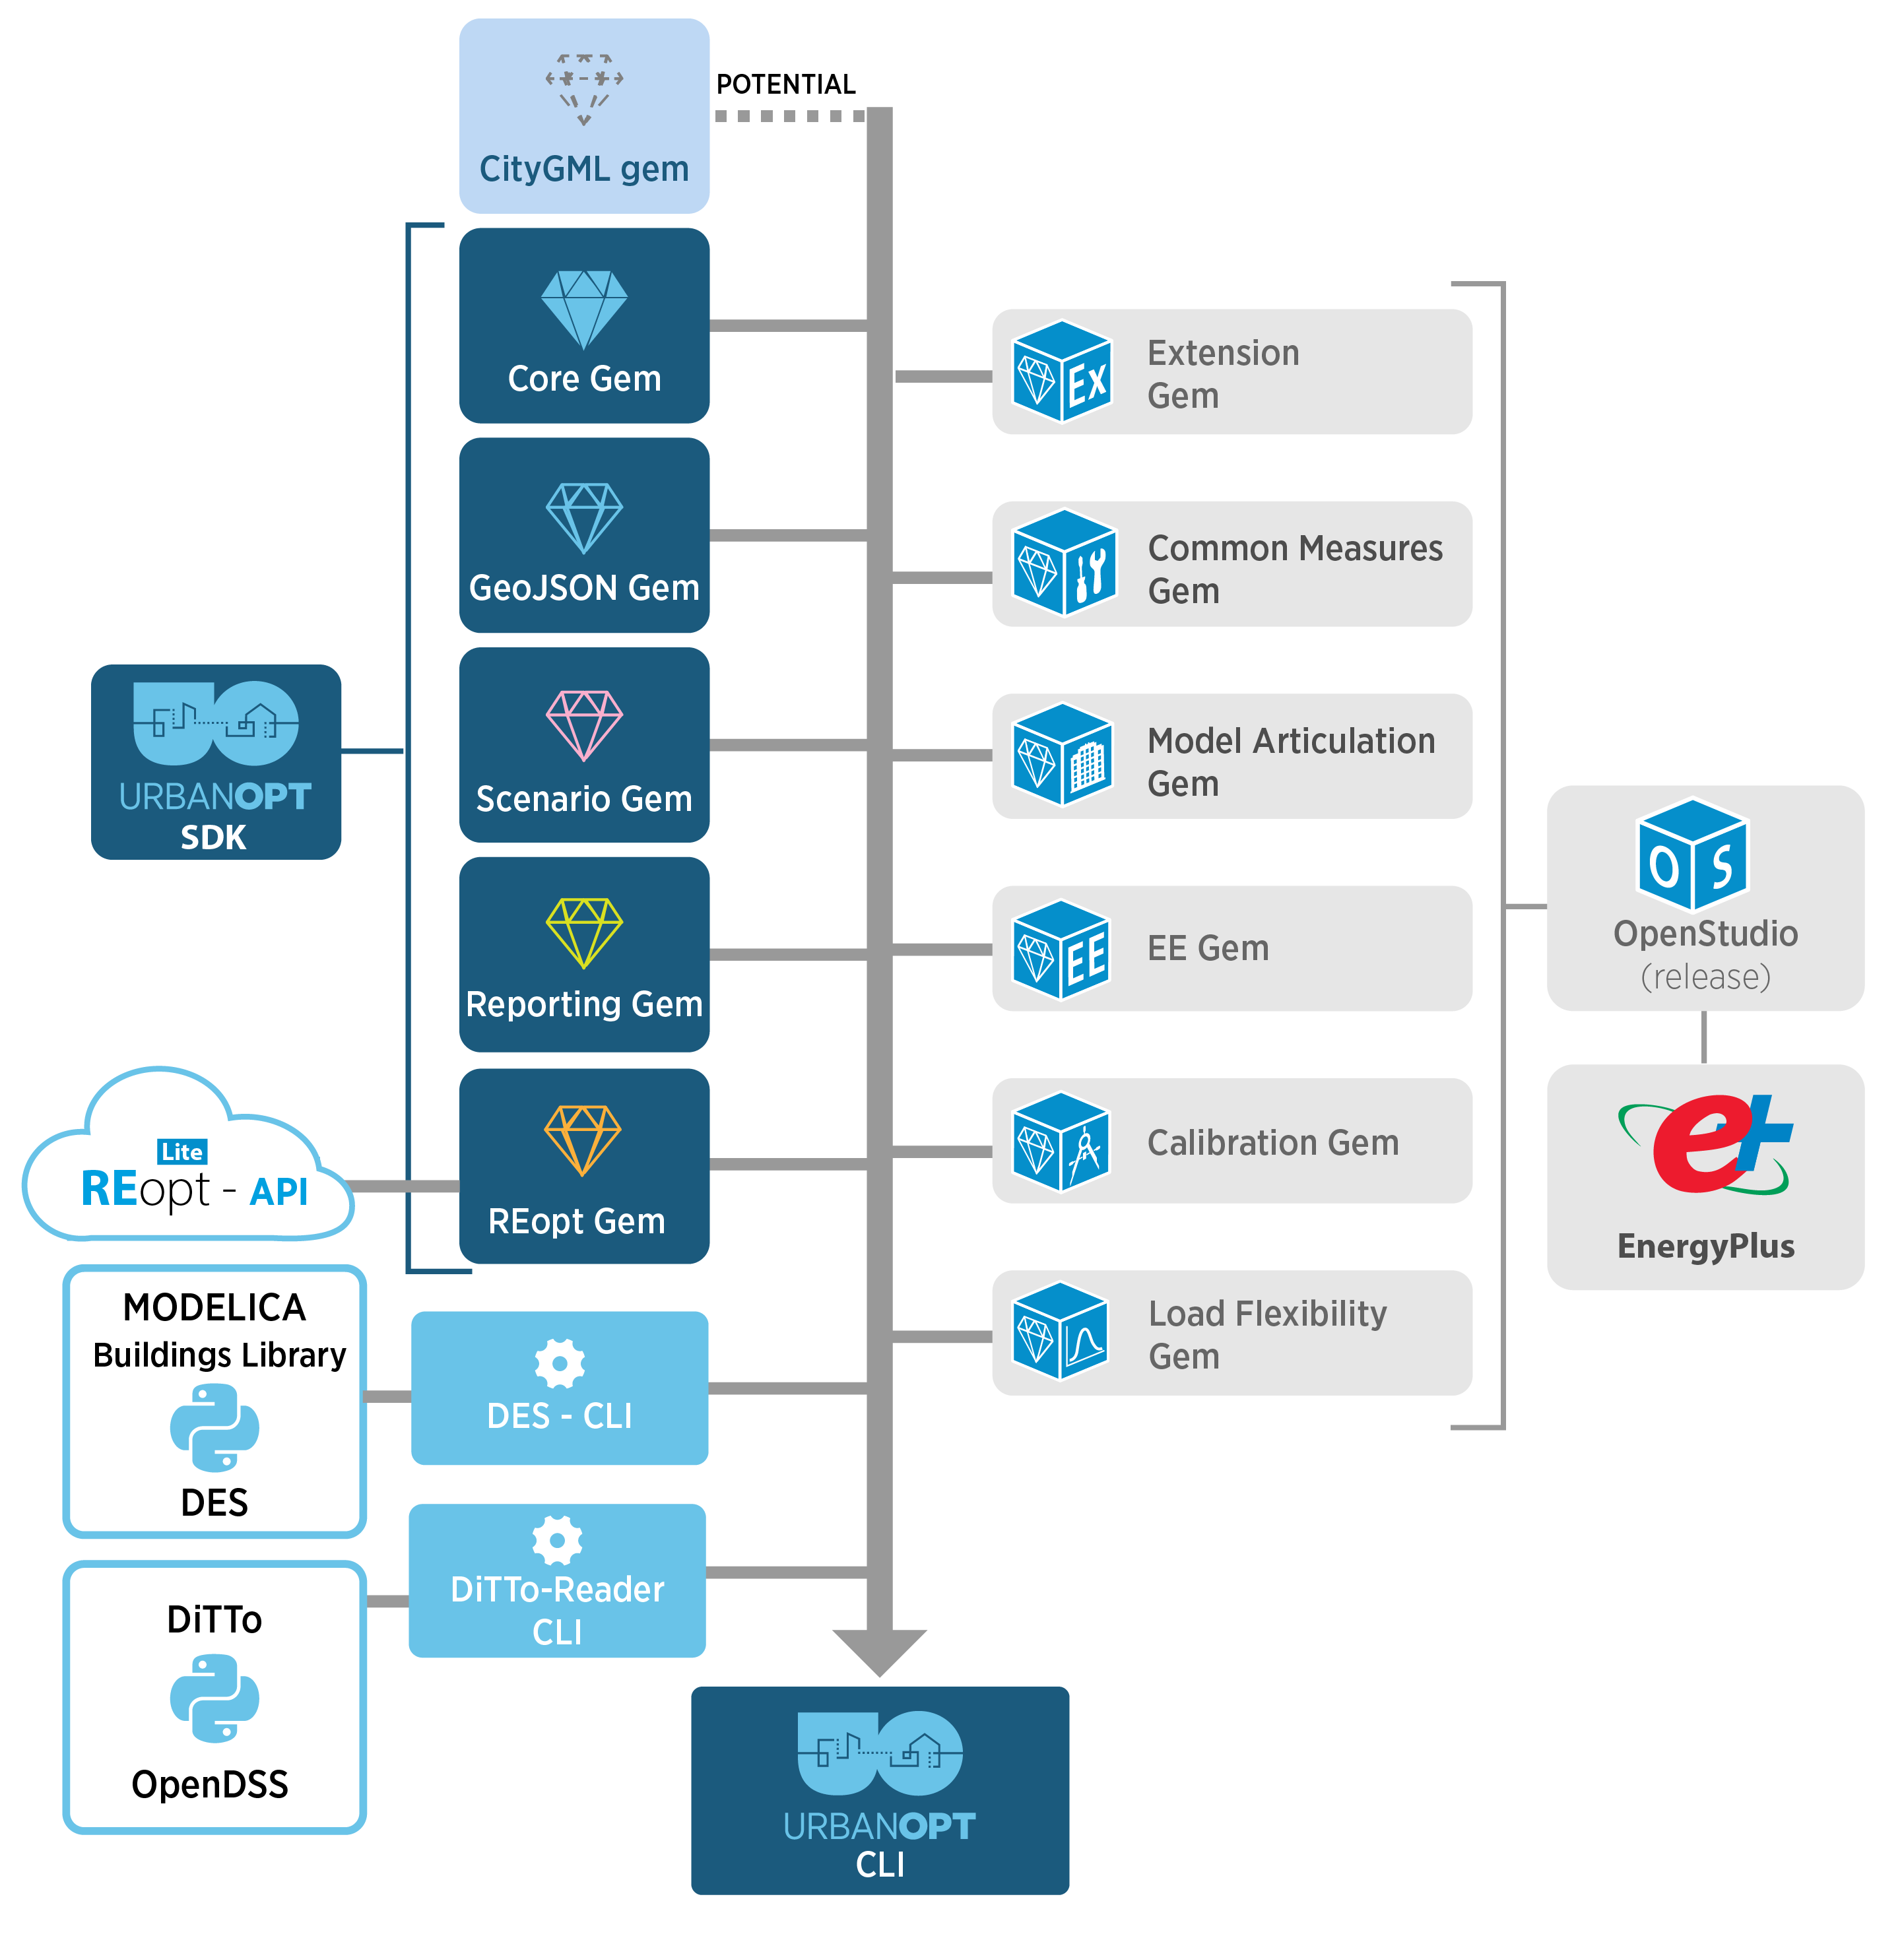 POTENTIAL
CityGML gem
Core Gem
GeoJSON Gem
Scenario Gem
Reporting Gem
REopt Gem
URBANOPT
SDK
Lite
REopt - API
MODELICA
Buildings Library
DES
DES - CLI
DiTTo
OpenDSS
DiTTo-Reader
CLI
Ex
Extension
Gem
Common Measures
Gem
Model Articulation
Gem
EE
EE Gem
Calibration Gem
Load Flexibility
Gem
OS
OpenStudio
(release)
e+
EnergyPlus
URBANOPT
CLI